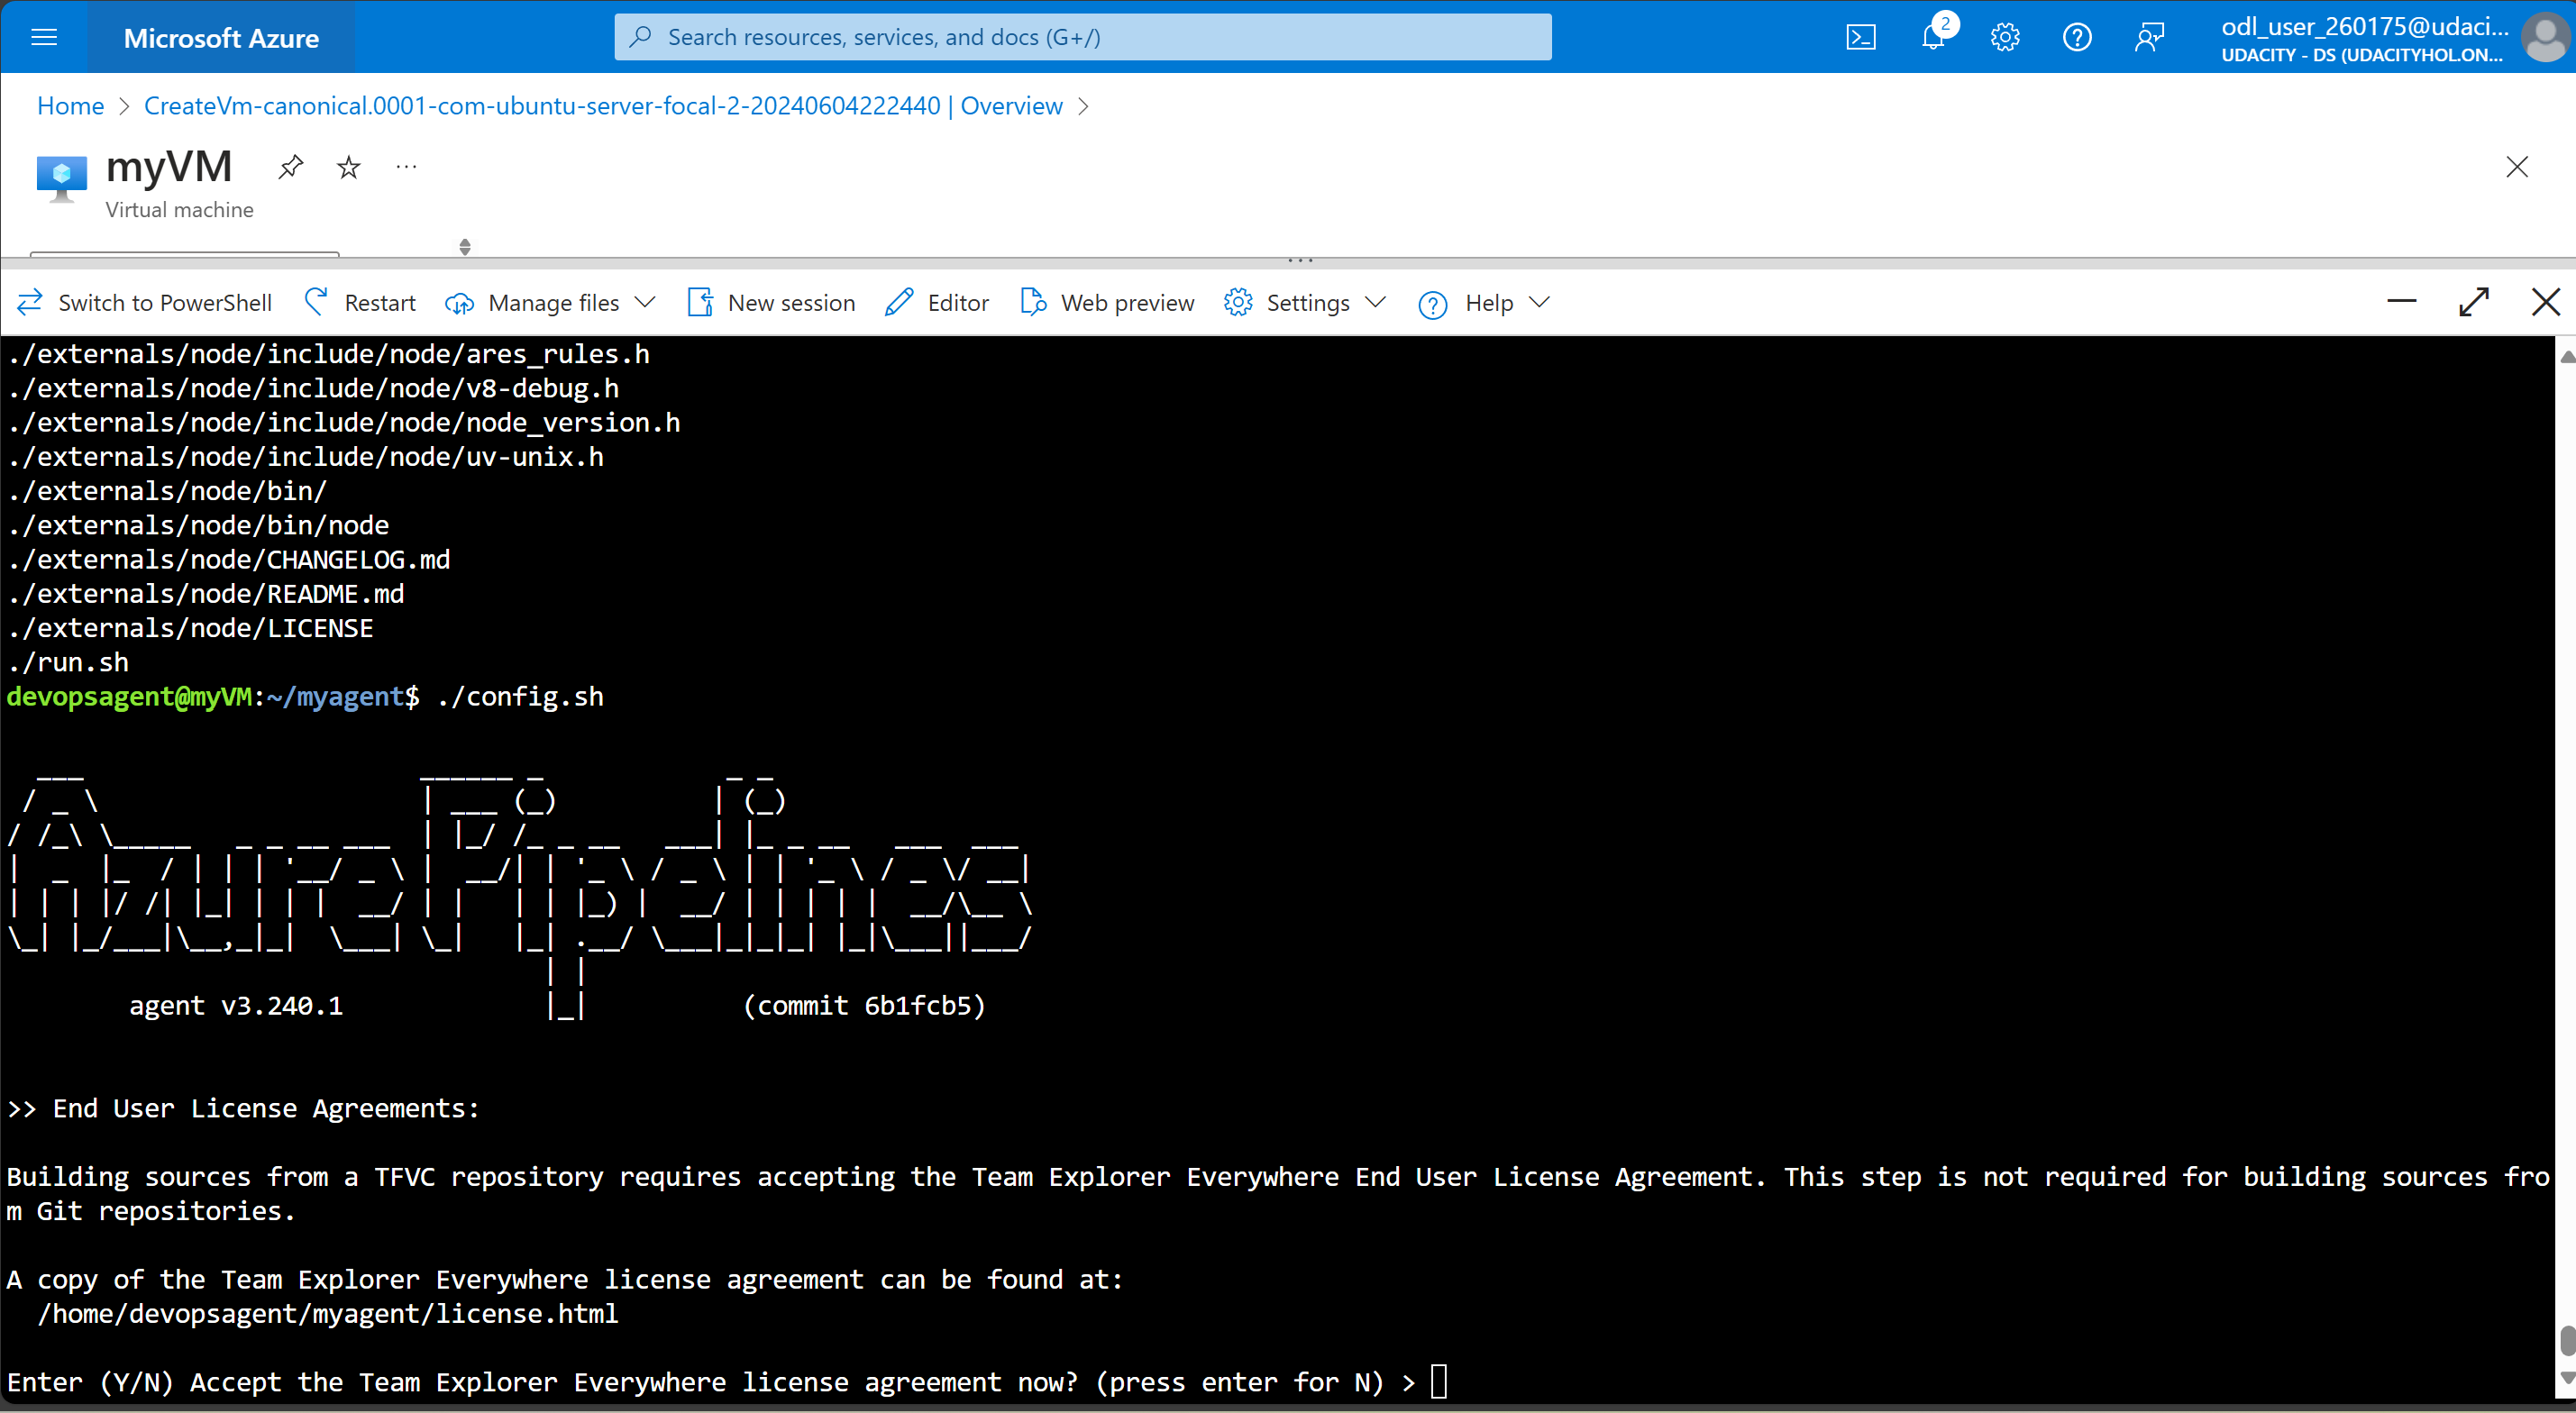 Microsoft Azure
Search resources, services, and docs (G+/)
2
odl_user_260175@udaci...
UDACITY - DS (UDACITYHOL.ON...
Home > CreateVm-canonical.0001-com-ubuntu-server-focal-2-20240604222440 | Overview >
myVM
Virtual machine
Switch to PowerShell
Restart
Manage files
New session
Editor
Web preview
Settings
Help
./externals/node/include/node/ares_rules.h
./externals/node/include/node/v8-debug.h
./externals/node/include/node/node_version.h
./externals/node/include/node/uv-unix.h
./externals/node/bin/
./externals/node/bin/node
./externals/node/CHANGELOG.md
./externals/node/README.md
./externals/node/LICENSE
./run.sh
devopsagent@myVM:~/myagent$ ./config.sh
Azure Pipelines
agent v3.240.1 (commit 6b1fcb5)
>> End User License Agreements:
Building sources from a TFVC repository requires accepting the Team Explorer Everywhere End User License Agreement. This step is not required for building sources fro
m Git repositories.
A copy of the Team Explorer Everywhere license agreement can be found at:
/home/devopsagent/myagent/license.html
Enter (Y/N) Accept the Team Explorer Everywhere license agreement now? (press enter for N) >